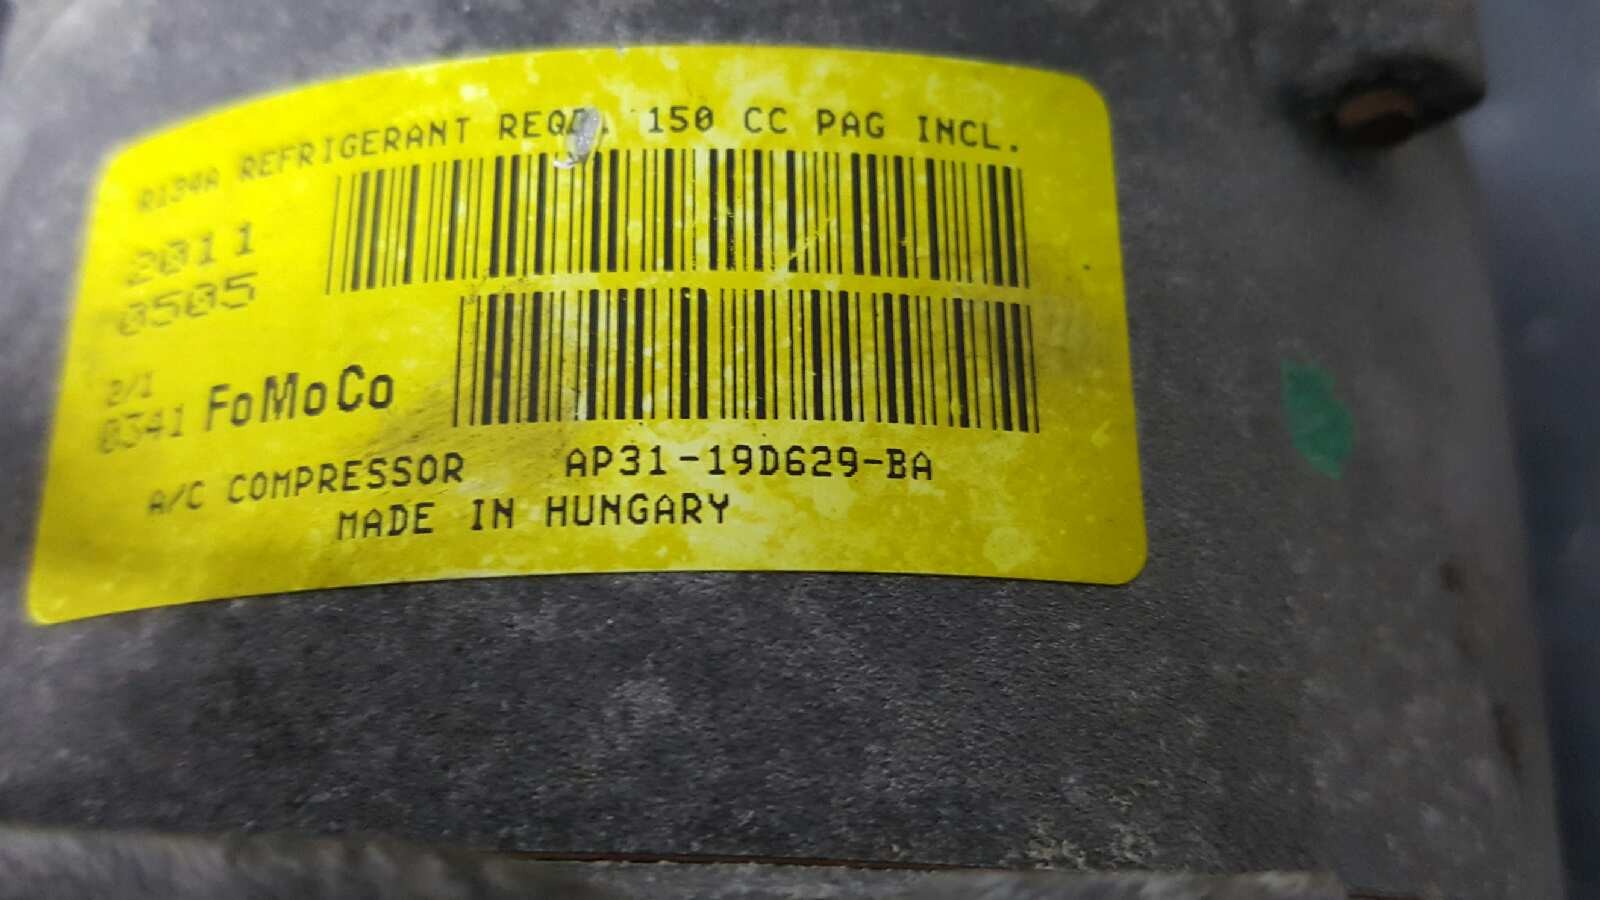 R134A REFRIGERANT REQD. 150 CC PAG INCL.
2011
0505
2/1
0341 FoMoCo
A/C COMPRESSOR AP31-19D629-BA
MADE IN HUNGARY